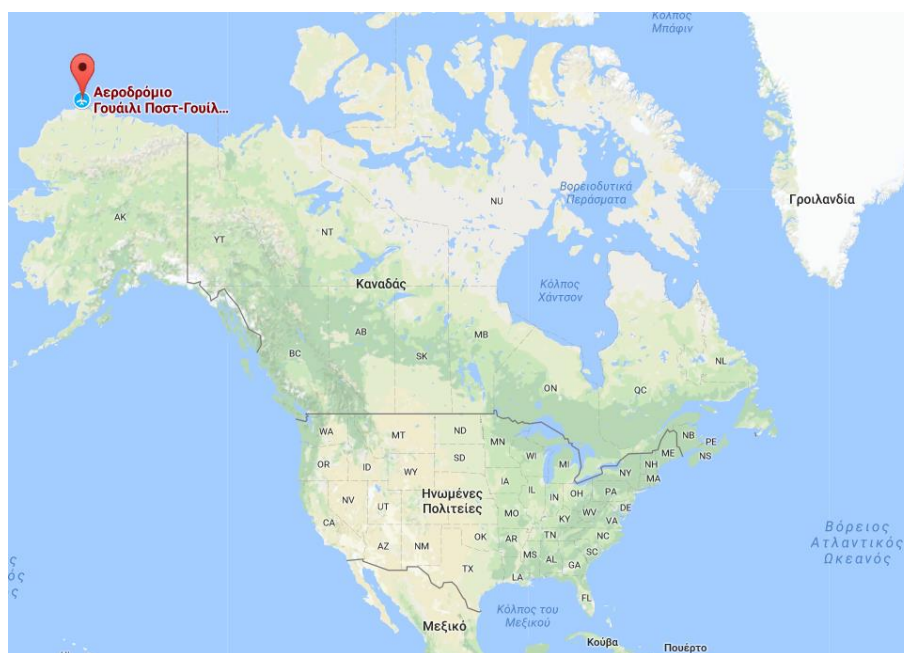 Κόλπος
Μπάφιν
Αεροδρόμιο
Γουάιλι Ποστ-Γουίλ...
Βορειοδυτικά
Περάσματα
NU
Γροιλανδία
AK
YT
NT
Καναδάς
Κόλπος
Χάντσον
AB
MB
BC
SK
NL
ON
QC
WA
MT
ND
MN
NB
PE
OR
ID
WY
SD
WI
MI
ME
NS
NH
NY
MA
IA
NV
UT
Ηνωμένες
Πολιτείες
IL
IN
OH
PA
DE
CA
MO
KY
WV
VA
AZ
NM
OK
AR
TN
NC
SC
MS
AL
GA
TX
LA
FL
Βόρειος
Ατλαντικός
Ωκεανός
Κόλπος του
Μεξικού
Μεξικό
Κούβα
Πουέρτο